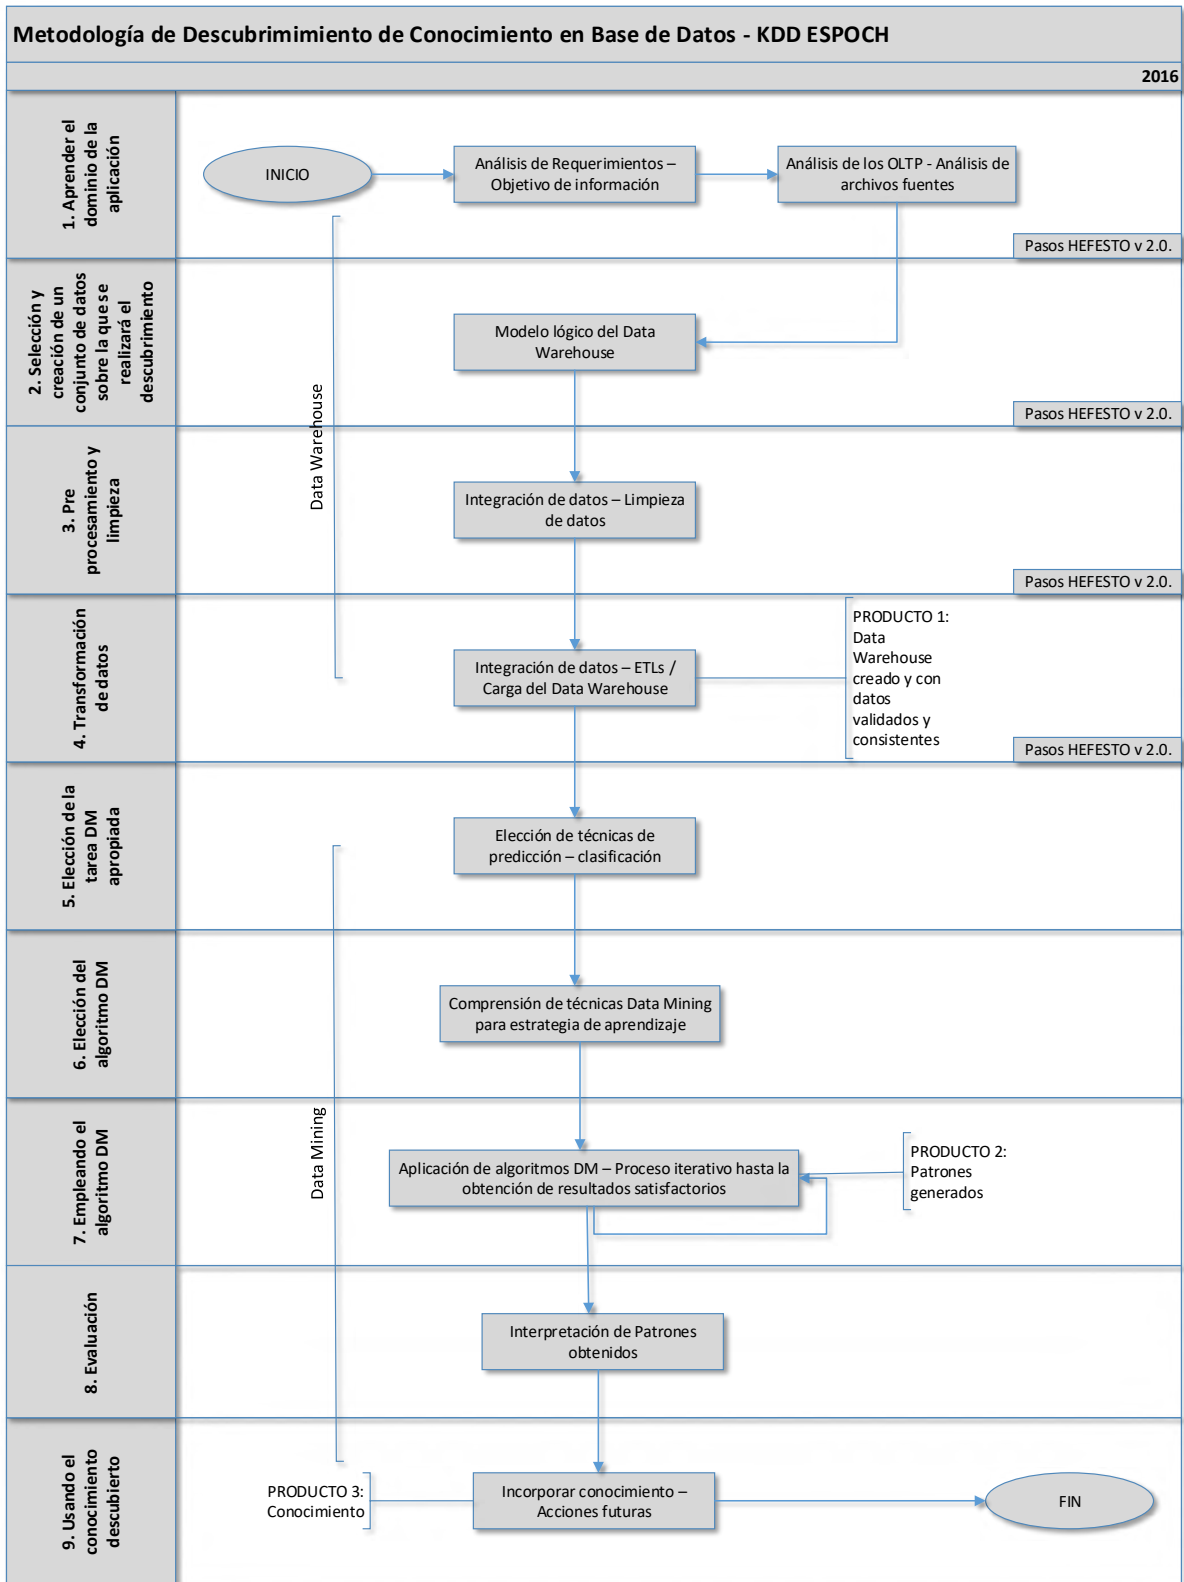 Metodología de Descubrimimiento de Conocimiento en Base de Datos - KDD ESPOCH
2016
1. Aprender el
dominio de la
aplicación
INICIO
Análisis de Requerimientos –
Objetivo de información
Análisis de los OLTP - Análisis de
archivos fuentes
Pasos HEFESTO v 2.0.
2. Selección y
creación de un
conjunto de datos
sobre la que se
realizará el
descubrimiento
Modelo lógico del Data
Warehouse
Pasos HEFESTO v 2.0.
Data Warehouse
3. Pre
procesamiento y
limpieza
Integración de datos – Limpieza
de datos
Pasos HEFESTO v 2.0.
4. Transformación
de datos
Integración de datos – ETLs /
Carga del Data Warehouse
PRODUCTO 1:
Data
Warehouse
creado y con
datos
validados y
consistentes
Pasos HEFESTO v 2.0.
5. Elección de la
tarea DM
apropiada
Elección de técnicas de
predicción – clasificación
6. Elección del
algoritmo DM
Comprensión de técnicas Data Mining
para estrategia de aprendizaje
Data Mining
7. Empleando el
algoritmo DM
Aplicación de algoritmos DM – Proceso iterativo hasta la
obtención de resultados satisfactorios
PRODUCTO 2:
Patrones
generados
8. Evaluación
Interpretación de Patrones
obtenidos
9. Usando el
conocimiento
descubierto
PRODUCTO 3:
Conocimiento
Incorporar conocimiento –
Acciones futuras
FIN